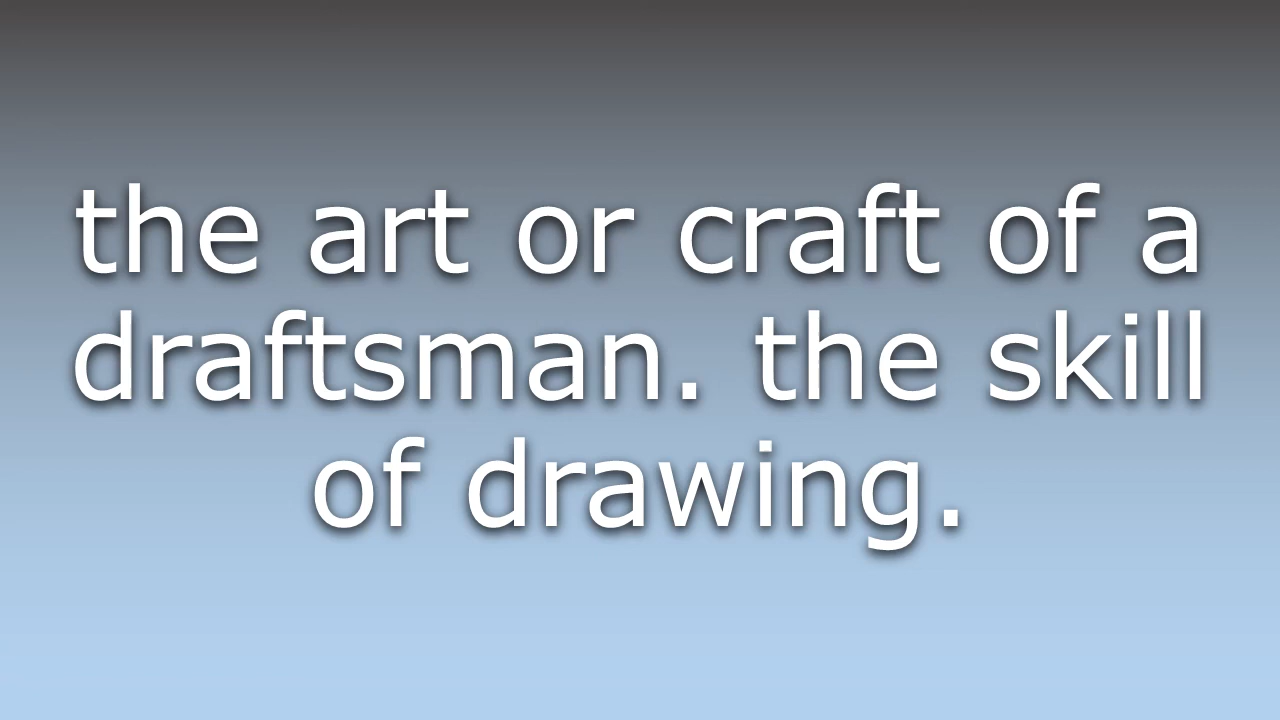 the art or craft of a
draftsman. the skill
of drawing.